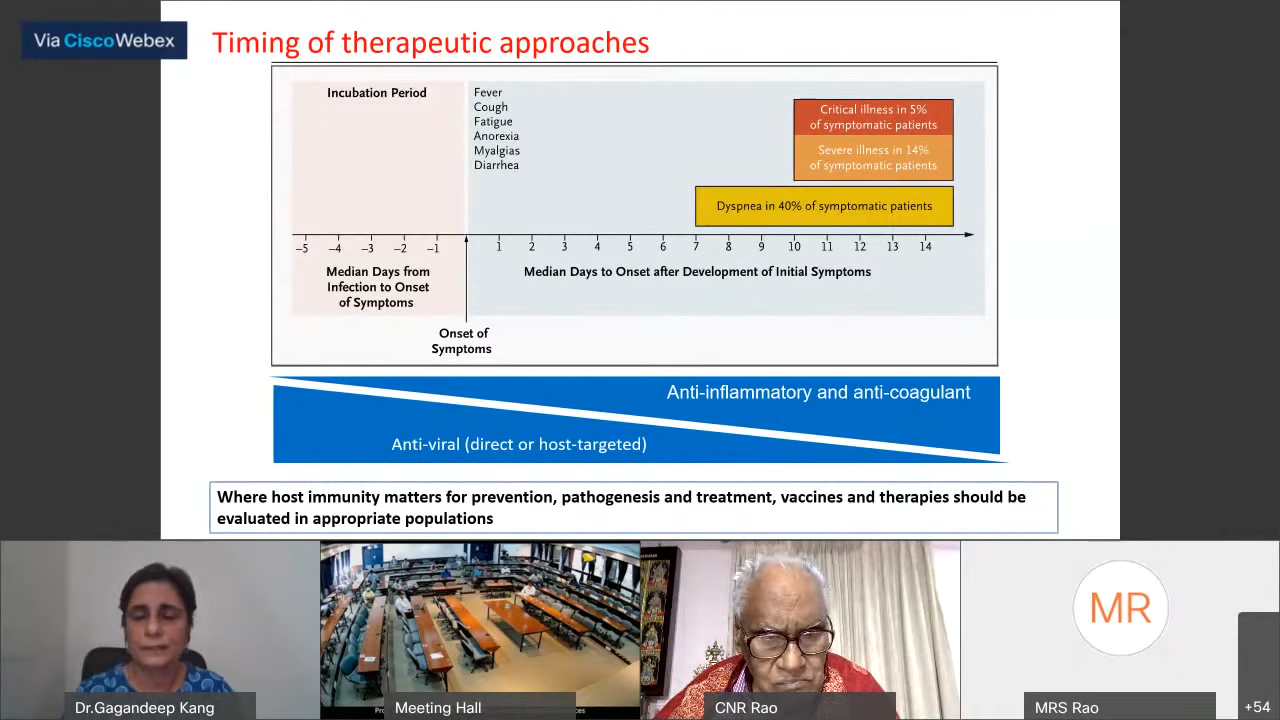 Via Cisco Webex
Timing of therapeutic approaches
Incubation Period
Fever
Cough
Fatigue
Anorexia
Myalgias
Diarrhea
Critical illness in 5%
of symptomatic patients
Severe illness in 14%
of symptomatic patients
Dyspnea in 40% of symptomatic patients
–5 –4 –3 –2 –1 1 2 3 4 5 6 7 8 9 10 11 12 13 14
Median Days from
Infection to Onset
of Symptoms
Median Days to Onset after Development of Initial Symptoms
Onset of
Symptoms
Anti-inflammatory and anti-coagulant
Anti-viral (direct or host-targeted)
Where host immunity matters for prevention, pathogenesis and treatment, vaccines and therapies should be
evaluated in appropriate populations
MR
Dr.Gagandeep Kang
Meeting Hall
CNR Rao
MRS Rao
+54